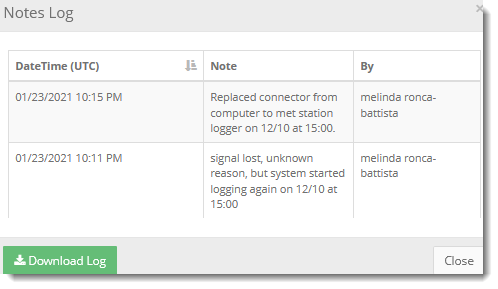 Notes Log
×
DateTime (UTC) Note By
01/23/2021 10:15 PM Replaced connector from melinda ronca-
computer to met station battista
logger on 12/10 at 15:00.
01/23/2021 10:11 PM signal lost, unknown melinda ronca-
reason, but system started battista
logging again on 12/10 at
15:00
Download Log Close